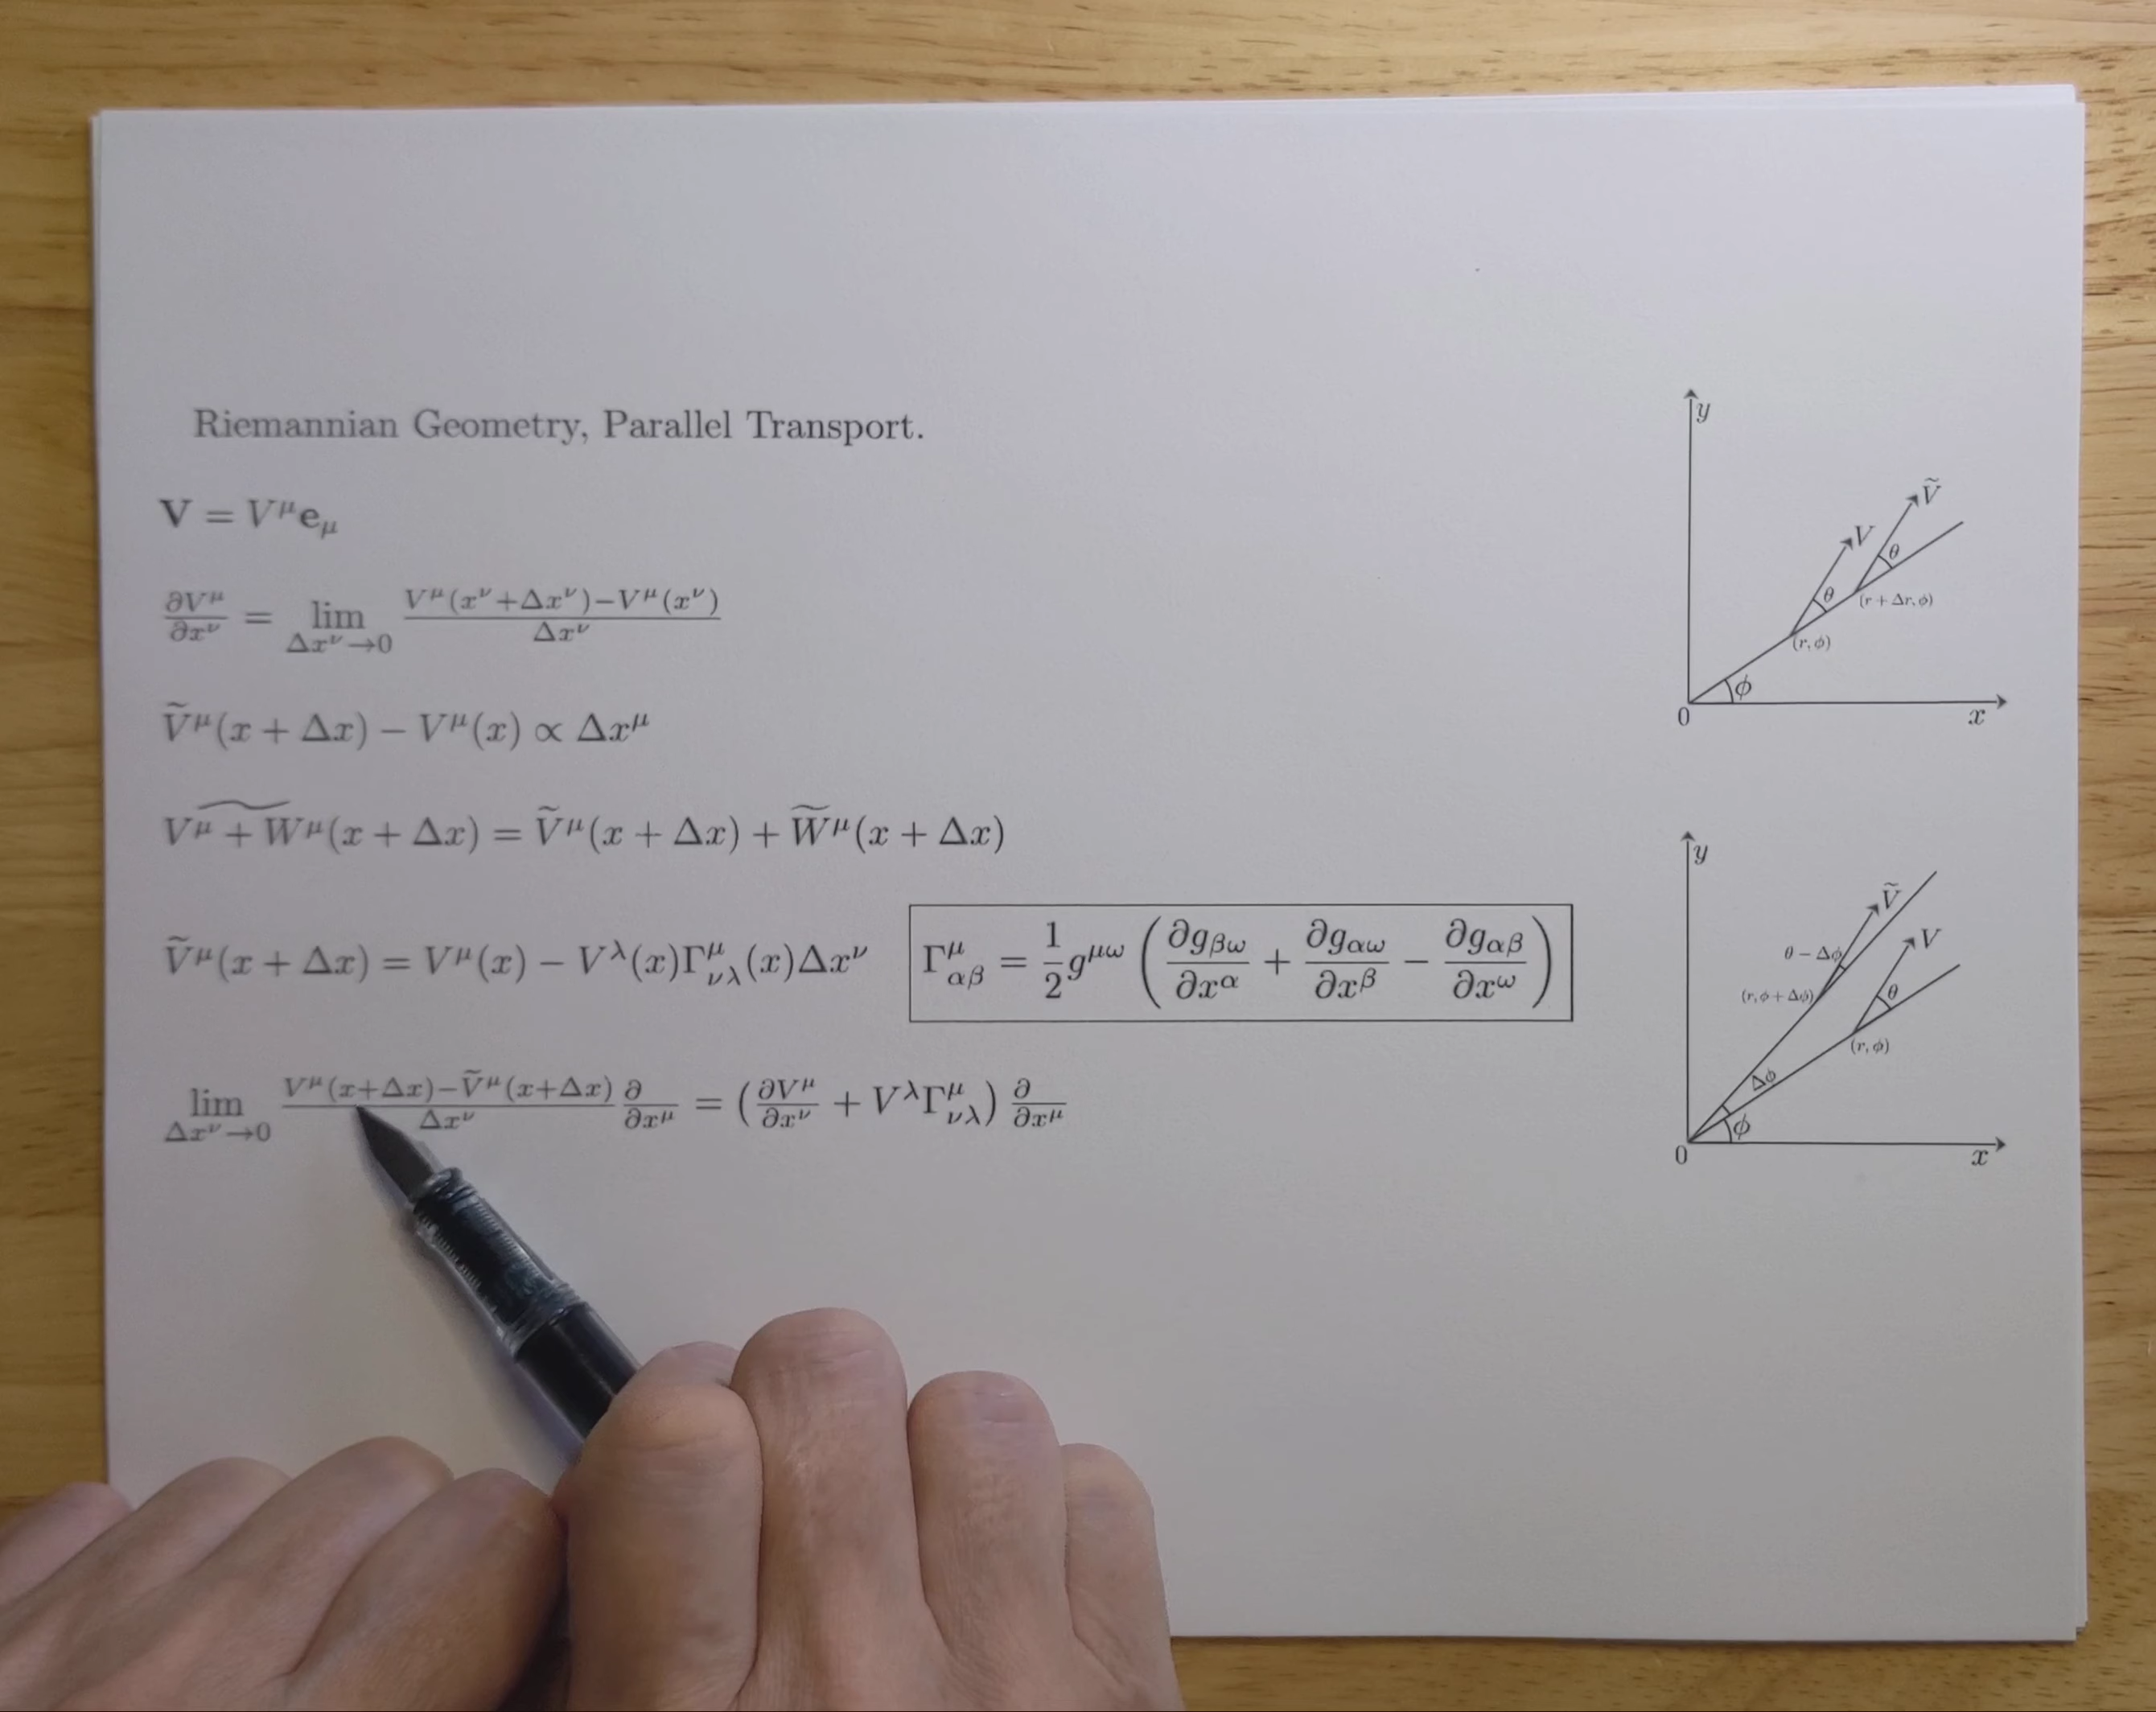 Riemannian Geometry, Parallel Transport.
V = V^μ e_μ
∂V^μ/∂x^ν = lim_{Δx^ν→0} (V^μ(x^ν+Δx^ν)−V^μ(x^ν))/Δx^ν
Ṽ^μ(x + Δx) − V^μ(x) ∝ Δx^μ
\widetilde{V^μ + W^μ}(x + Δx) = Ṽ^μ(x + Δx) + W̃^μ(x + Δx)
Ṽ^μ(x + Δx) = V^μ(x) − V^λ(x)Γ^μ_{νλ}(x)Δx^ν
Γ^μ_{αβ} = 1/2 g^{μω} (∂g_{βω}/∂x^α + ∂g_{αω}/∂x^β − ∂g_{αβ}/∂x^ω)
lim_{Δx^ν→0} (V^μ(x+Δx)−Ṽ^μ(x+Δx))/Δx^ν ∂/∂x^μ = (∂V^μ/∂x^ν + V^λΓ^μ_{νλ}) ∂/∂x^μ
y
Ṽ
V
θ
θ
(r + Δr, ϕ)
(r, ϕ)
ϕ
0
x
y
Ṽ
V
θ − Δϕ
(r, ϕ + Δϕ)
θ
(r, ϕ)
Δϕ
ϕ
0
x